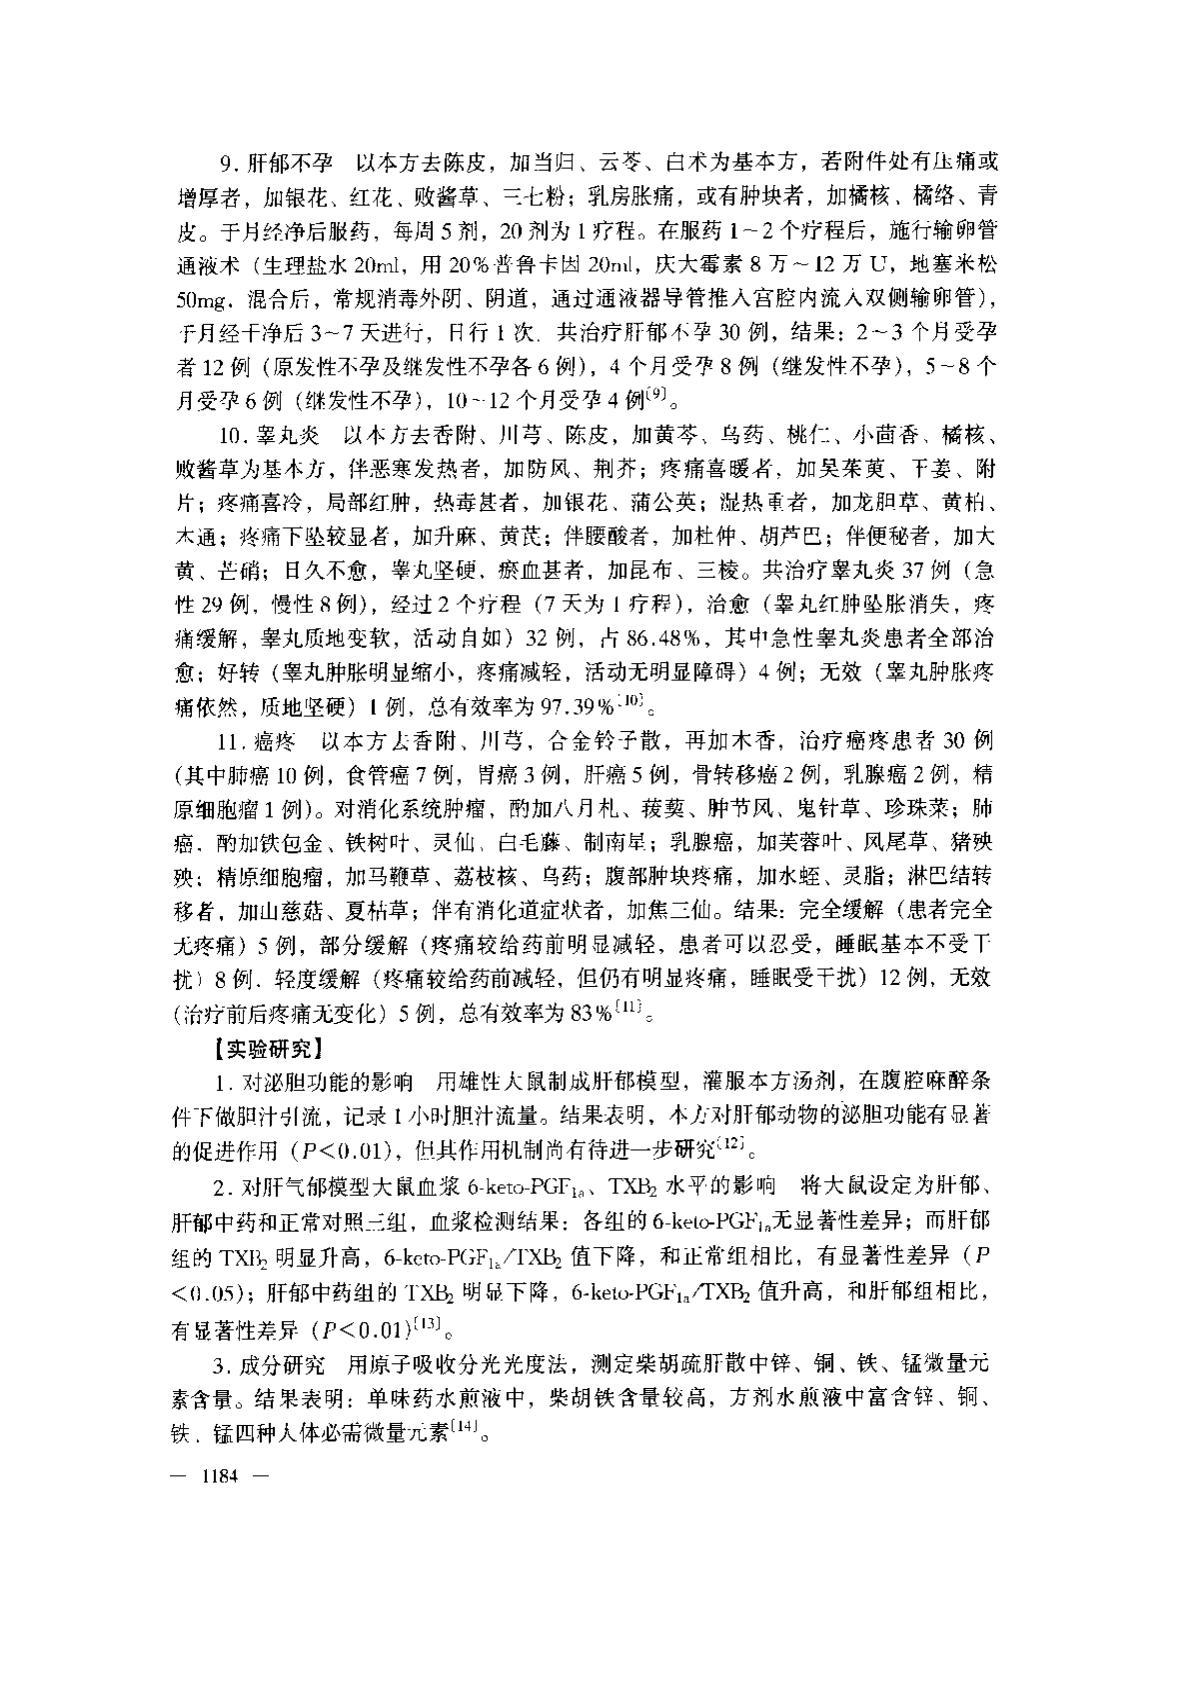 9. 肝郁不孕　以本方去陈皮，加当归、云苓、白术为基本方，若附件处有压痛或
增厚者，加银花、红花、败酱草、三七粉；乳房胀痛，或有肿块者，加橘核、橘络、青
皮。于月经净后服药，每周 5 剂，20 剂为 1 疗程。在服药 1～2 个疗程后，施行输卵管
通液术（生理盐水 20ml，用 20%普鲁卡因 20ml，庆大霉素 8 万～12 万 U，地塞米松
50mg．混合后，常规消毒外阴、阴道，通过通液器导管推入宫腔内流入双侧输卵管），
于月经干净后 3～7 天进行，日行 1 次．共治疗肝郁不孕 30 例，结果：2～3 个月受孕
者 12 例（原发性不孕及继发性不孕各 6 例），4 个月受孕 8 例（继发性不孕），5～8 个
月受孕 6 例（继发性不孕），10～12 个月受孕 4 例〔9〕。
10. 睾丸炎　以本方去香附、川芎、陈皮，加黄芩、乌药、桃仁、小茴香、橘核、
败酱草为基本方，伴恶寒发热者，加防风、荆芥；疼痛喜暖者，加吴茱萸、干姜、附
片；疼痛喜冷，局部红肿，热毒甚者，加银花、蒲公英；湿热重者，加龙胆草、黄柏、
木通；疼痛下坠较显者，加升麻、黄芪；伴腰酸者，加杜仲、胡芦巴；伴便秘者，加大
黄、芒硝；日久不愈，睾丸坚硬．瘀血甚者，加昆布、三棱。共治疗睾丸炎 37 例（急
性 29 例，慢性 8 例），经过 2 个疗程（7 天为 1 疗程），治愈（睾丸红肿坠胀消失，疼
痛缓解，睾丸质地变软，活动自如）32 例，占 86.48%，其中急性睾丸炎患者全部治
愈；好转（睾丸肿胀明显缩小，疼痛减轻，活动无明显障碍）4 例；无效（睾丸肿胀疼
痛依然，质地坚硬）1 例，总有效率为 97.39%〔10〕。
11. 癌疼　以本方去香附、川芎，合金铃子散，再加木香，治疗癌疼患者 30 例
（其中肺癌 10 例，食管癌 7 例，胃癌 3 例，肝癌 5 例，骨转移癌 2 例，乳腺癌 2 例，精
原细胞瘤 1 例）。对消化系统肿瘤，酌加八月札、菝葜、肿节风、鬼针草、珍珠菜；肺
癌．酌加铁包金、铁树叶、灵仙、白毛藤、制南星；乳腺癌，加芙蓉叶、凤尾草、猪殃
殃；精原细胞瘤，加马鞭草、荔枝核、乌药；腹部肿块疼痛，加水蛭、灵脂；淋巴结转
移者，加山慈菇、夏枯草；伴有消化道症状者，加焦三仙。结果：完全缓解（患者完全
无疼痛）5 例，部分缓解（疼痛较给药前明显减轻，患者可以忍受，睡眠基本不受干
扰）8 例．轻度缓解（疼痛较给药前减轻，但仍有明显疼痛，睡眠受干扰）12 例，无效
（治疗前后疼痛无变化）5 例，总有效率为 83%〔11〕。
【实验研究】
1. 对泌胆功能的影响　用雄性大鼠制成肝郁模型，灌服本方汤剂，在腹腔麻醉条
件下做胆汁引流，记录 1 小时胆汁流量。结果表明，本方对肝郁动物的泌胆功能有显著
的促进作用（P＜0.01），但其作用机制尚有待进一步研究〔12〕。
2. 对肝气郁模型大鼠血浆 6-keto-PGF₁ₐ、TXB₂ 水平的影响　将大鼠设定为肝郁、
肝郁中药和正常对照三组，血浆检测结果：各组的 6-keto-PGF₁ₐ无显著性差异；而肝郁
组的 TXB₂ 明显升高，6-keto-PGF₁ₐ/TXB₂ 值下降，和正常组相比，有显著性差异（P
＜0.05）；肝郁中药组的 TXB₂ 明显下降，6-keto-PGF₁ₐ/TXB₂ 值升高，和肝郁组相比，
有显著性差异（P＜0.01）〔13〕。
3. 成分研究　用原子吸收分光光度法，测定柴胡疏肝散中锌、铜、铁、锰微量元
素含量。结果表明：单味药水煎液中，柴胡铁含量较高，方剂水煎液中富含锌、铜、
铁、锰四种人体必需微量元素〔14〕。
— 1184 —